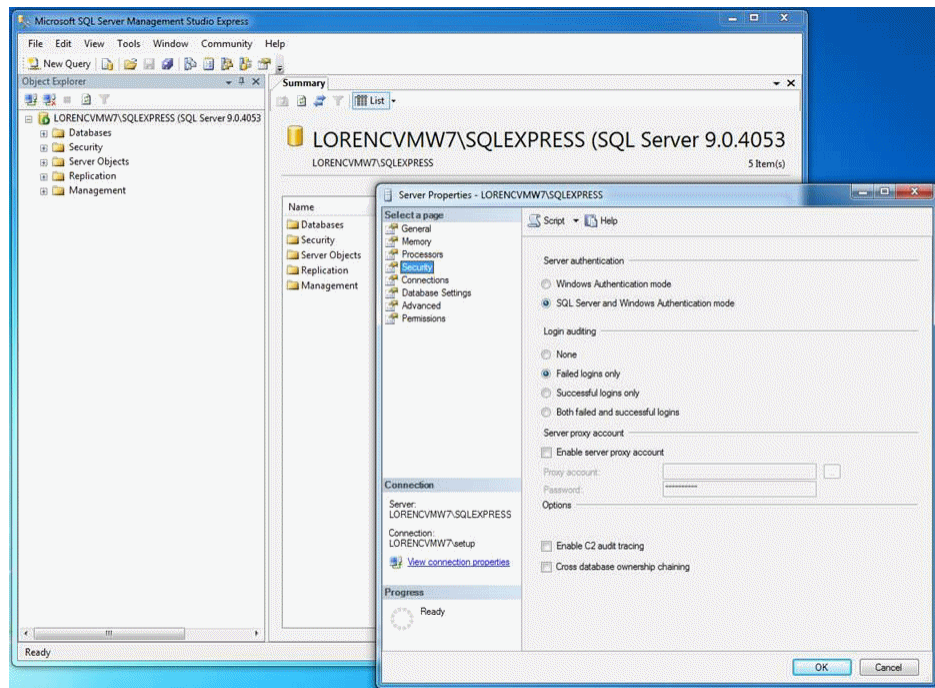 Microsoft SQL Server Management Studio Express
File Edit View Tools Window Community Help
New Query
Object Explorer
LORENCVMW7\SQLEXPRESS (SQL Server 9.0.4053
Databases
Security
Server Objects
Replication
Management
Summary
List
LORENCVMW7\SQLEXPRESS (SQL Server 9.0.4053
LORENCVMW7\SQLEXPRESS
5 Item(s)
Name
Databases
Security
Server Objects
Replication
Management
Ready
Server Properties - LORENCVMW7\SQLEXPRESS
Select a page
General
Memory
Processors
Security
Connections
Database Settings
Advanced
Permissions
Connection
Server:
LORENCVMW7\SQLEXPRESS
Connection:
LORENCVMW7\setup
View connection properties
Progress
Ready
Script Help
Server authentication
Windows Authentication mode
SQL Server and Windows Authentication mode
Login auditing
None
Failed logins only
Successful logins only
Both failed and successful logins
Server proxy account
Enable server proxy account
Proxy account:
Password:
Options
Enable C2 audit tracing
Cross database ownership chaining
OK Cancel